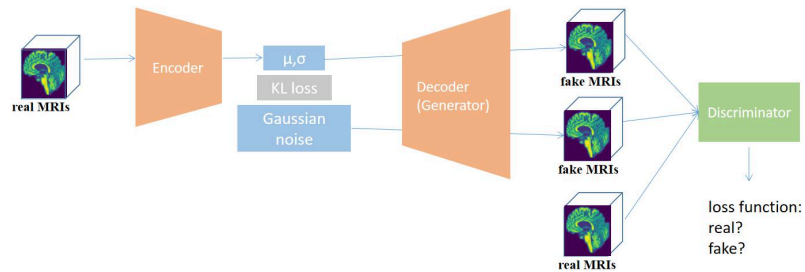 real MRIs
Encoder
μ,σ
KL loss
Gaussian
noise
Decoder
(Generator)
fake MRIs
fake MRIs
real MRIs
Discriminator
loss function:
real?
fake?